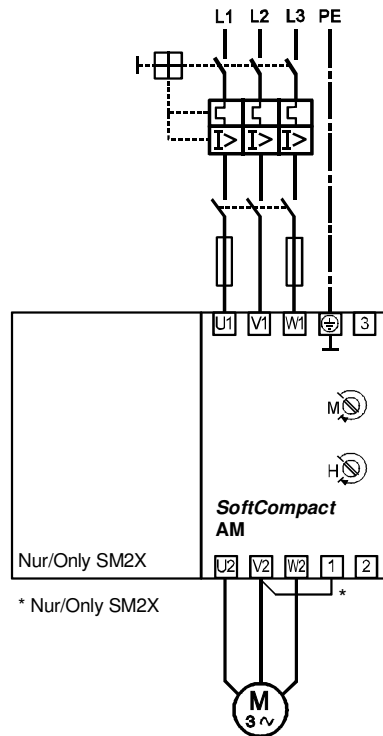 L1 L2 L3 PE
I> I> I>
U1 V1 W1 3
M
H
SoftCompact
AM
Nur/Only SM2X
U2 V2 W2 1 2
* Nur/Only SM2X
*
M
3 ~